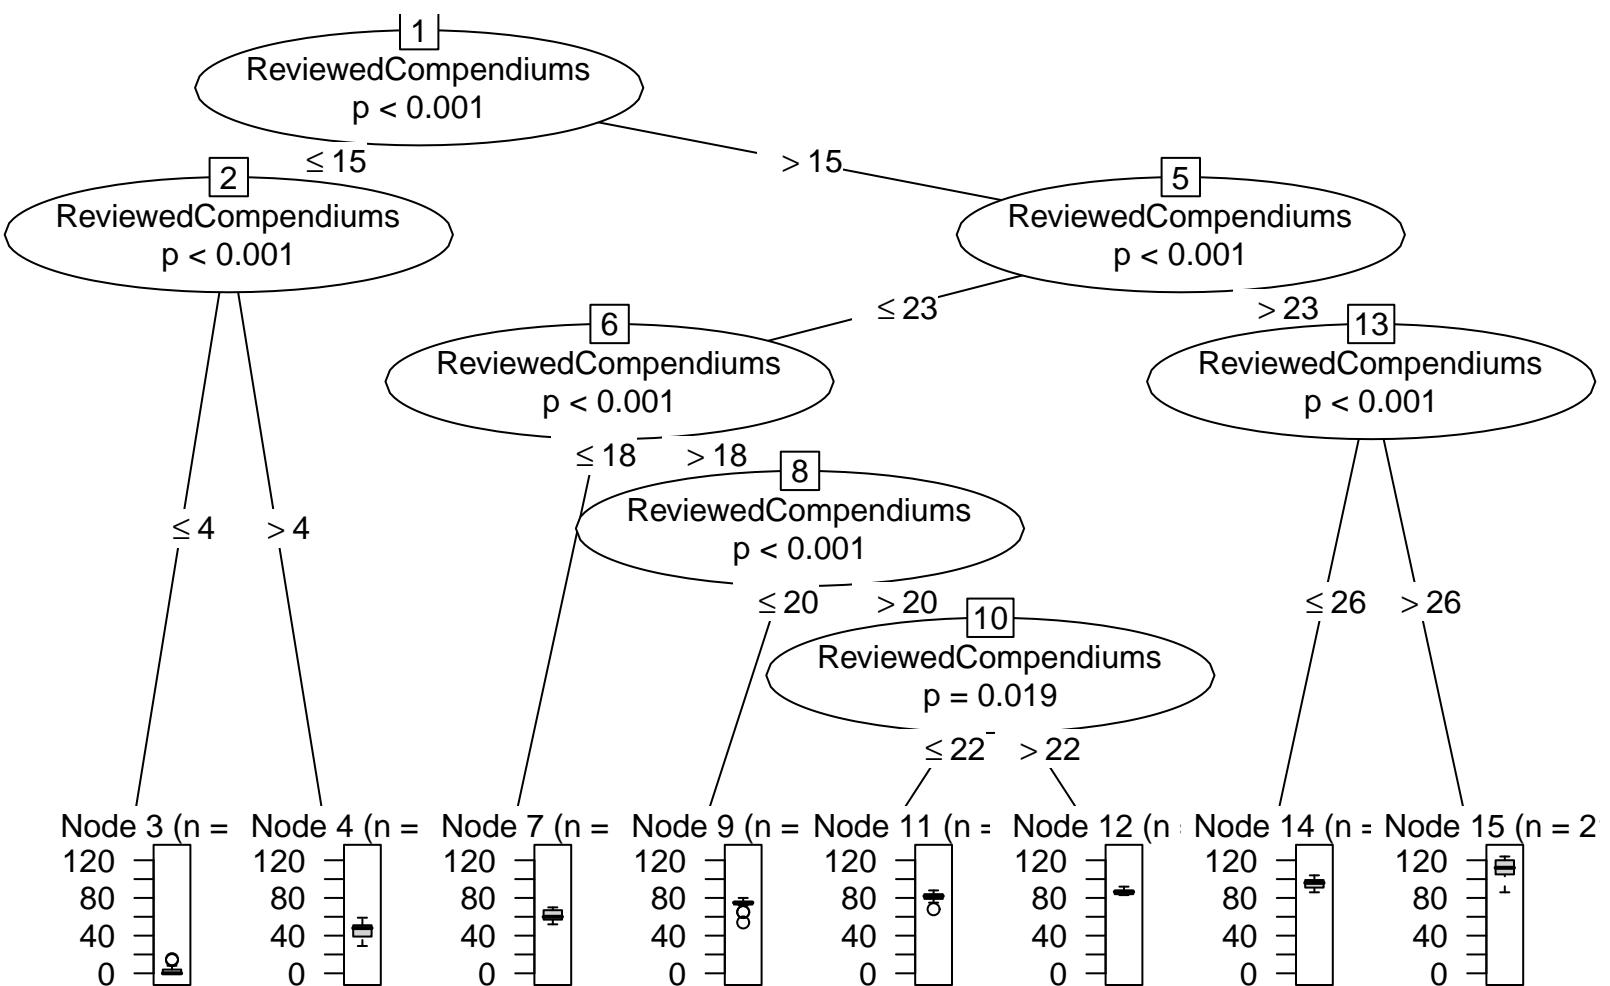 1
ReviewedCompendiums
p < 0.001
≤ 15
> 15
2
ReviewedCompendiums
p < 0.001
5
ReviewedCompendiums
p < 0.001
≤ 23
> 23
6
ReviewedCompendiums
p < 0.001
13
ReviewedCompendiums
p < 0.001
≤ 18
> 18
8
ReviewedCompendiums
p < 0.001
≤ 4
> 4
≤ 20
> 20
≤ 26
> 26
10
ReviewedCompendiums
p = 0.019
≤ 22
> 22
Node 3 (n =
120
80
40
0
Node 4 (n =
120
80
40
0
Node 7 (n =
120
80
40
0
Node 9 (n =
120
80
40
0
Node 11 (n =
120
80
40
0
Node 12 (n
120
80
40
0
Node 14 (n =
120
80
40
0
Node 15 (n = 2
120
80
40
0